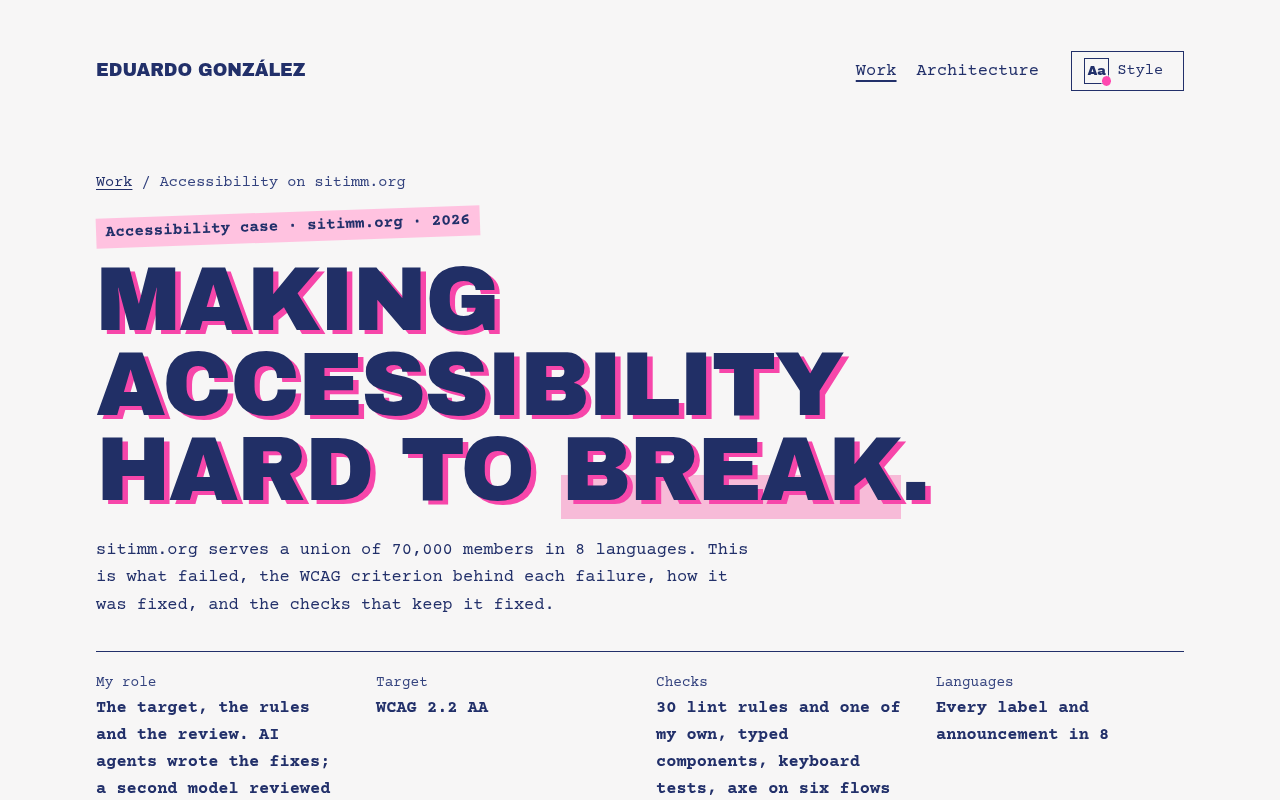 EDUARDO GONZÁLEZ
Work
Architecture
Aa Style
Work / Accessibility on sitimm.org
Accessibility case · sitimm.org · 2026
MAKING
ACCESSIBILITY
HARD TO BREAK.
sitimm.org serves a union of 70,000 members in 8 languages. This
is what failed, the WCAG criterion behind each failure, how it
was fixed, and the checks that keep it fixed.
My role
The target, the rules
and the review. AI
agents wrote the fixes;
a second model reviewed
Target
WCAG 2.2 AA
Checks
30 lint rules and one of
my own, typed
components, keyboard
tests, axe on six flows
Languages
Every label and
announcement in 8